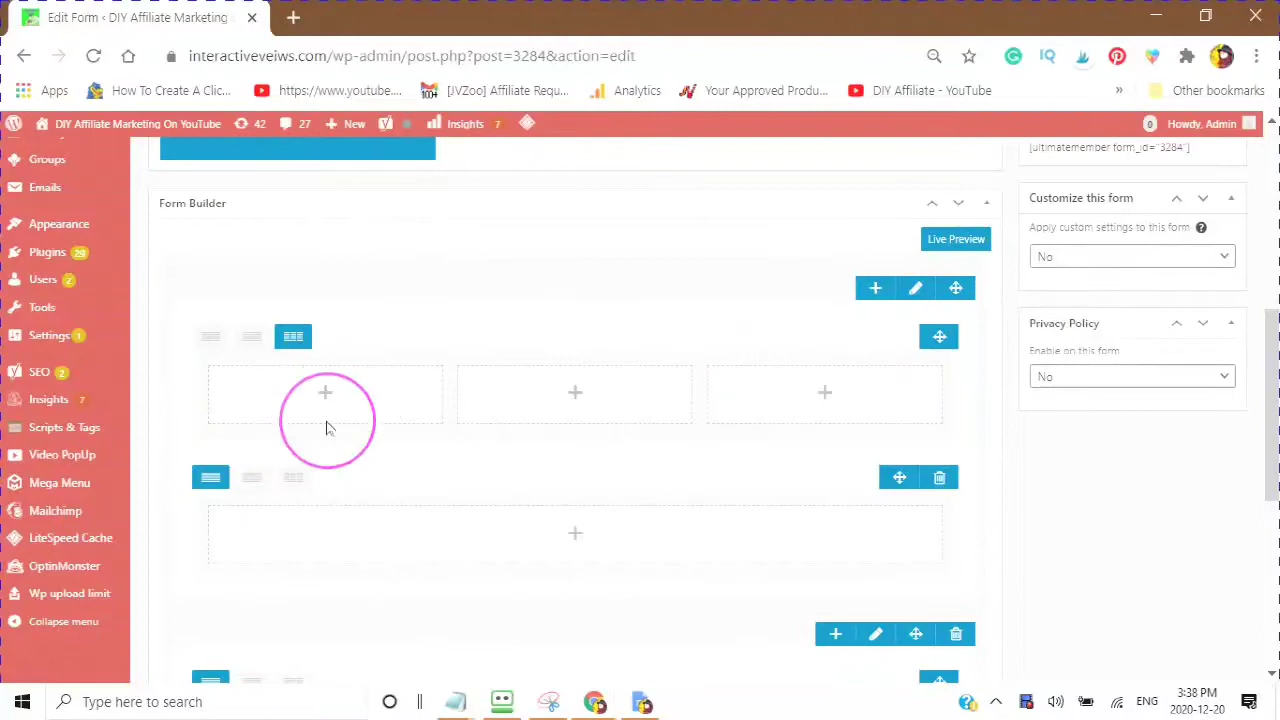 Edit Form ‹ DIY Affiliate Marketing
interactiveveiws.com/wp-admin/post.php?post=3284&action=edit
Apps
How To Create A Clic...
https://www.youtube....
100+
[JVZoo] Affiliate Requ...
Analytics
Your Approved Produ...
DIY Affiliate - YouTube
»
Other bookmarks
DIY Affiliate Marketing On YouTube
42
27
New
Insights 7
0
Howdy, Admin
Groups
Emails
Appearance
Plugins 29
Users 2
Tools
Settings 1
SEO 2
Insights 7
Scripts & Tags
Video PopUp
Mega Menu
Mailchimp
LiteSpeed Cache
OptinMonster
Wp upload limit
Collapse menu
Form Builder
Live Preview
[ultimatemember form_id="3284"]
Customize this form
Apply custom settings to this form
No
Privacy Policy
Enable on this form
No
Type here to search
ENG
2020-12-20